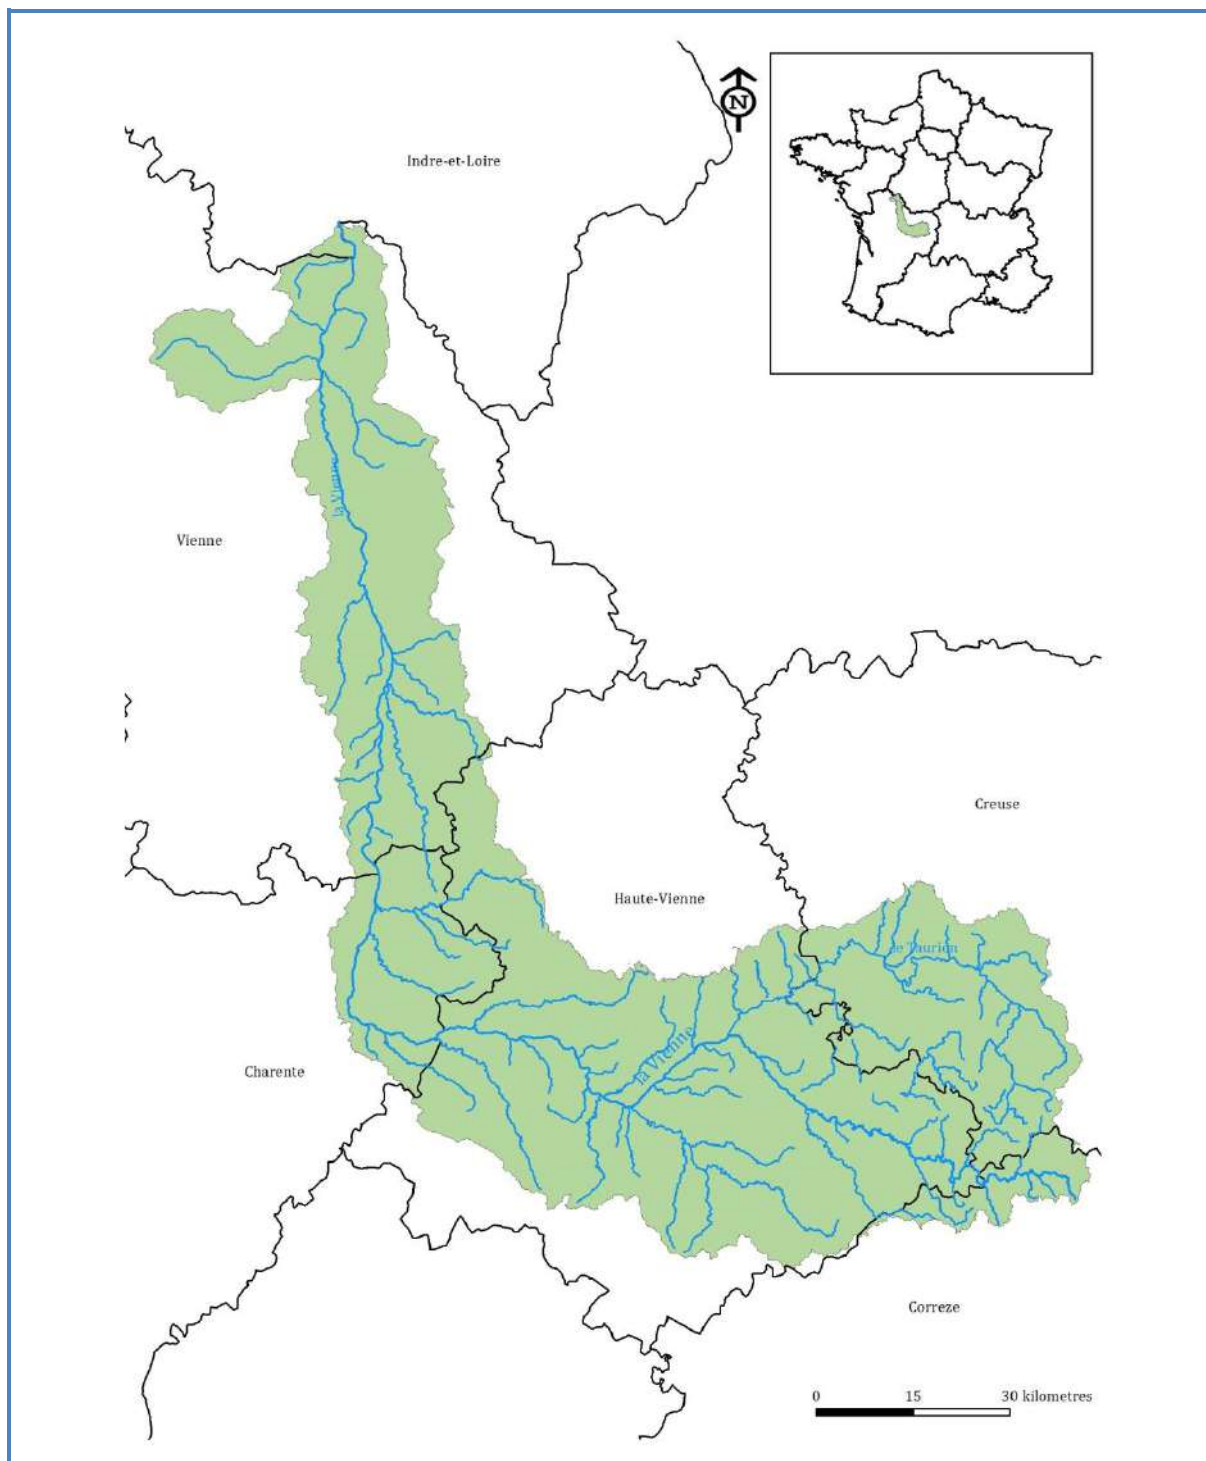 N
Indre-et-Loire
la Vienne
Vienne
Creuse
Haute-Vienne
le Taurion
la Vienne
Charente
Correze
0 15 30 kilometres